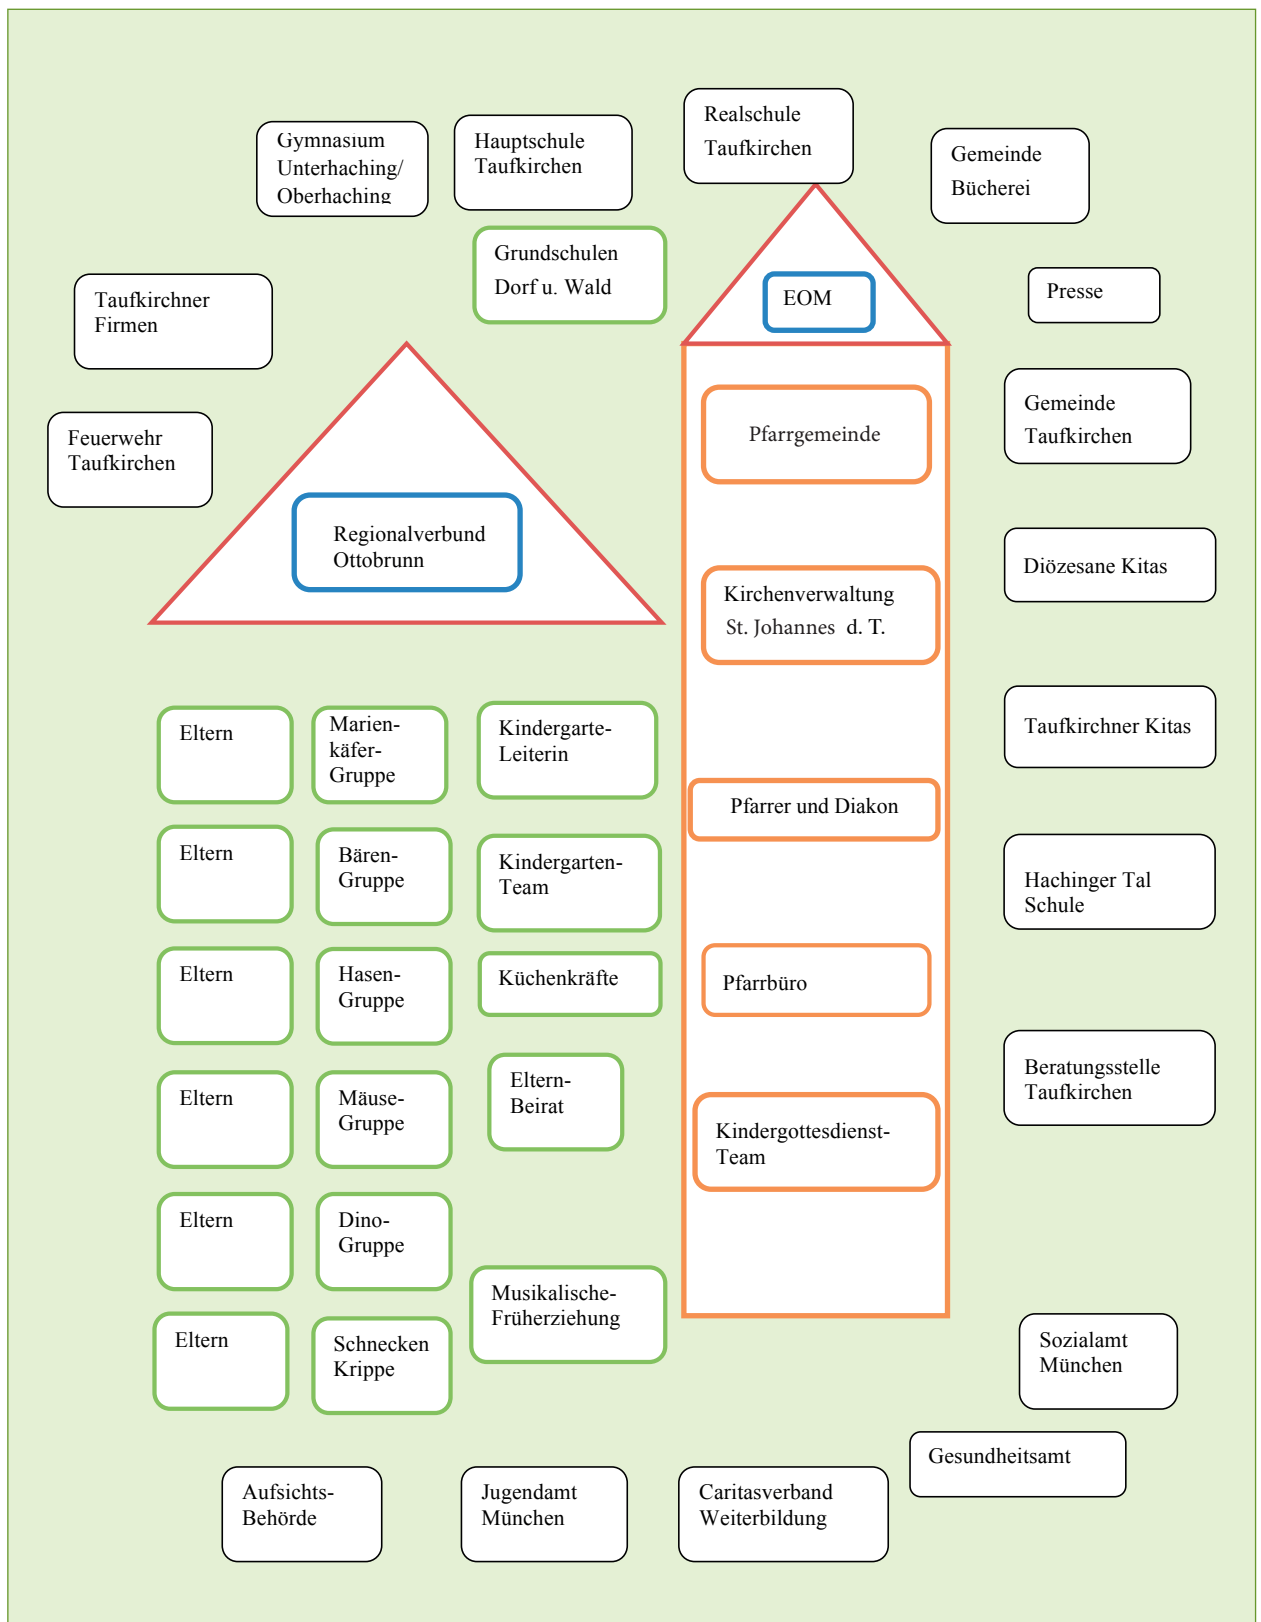 Realschule
Taufkirchen
Gymnasium
Unterhaching/
Oberhaching
Hauptschule
Taufkirchen
Gemeinde
Bücherei
Grundschulen
Dorf u. Wald
Taufkirchner
Firmen
EOM
Presse
Feuerwehr
Taufkirchen
Pfarrgemeinde
Gemeinde
Taufkirchen
Regionalverbund
Ottobrunn
Diözesane Kitas
Kirchenverwaltung
St. Johannes d. T.
Eltern
Marien-
käfer-
Gruppe
Kindergarte-
Leiterin
Taufkirchner Kitas
Pfarrer und Diakon
Eltern
Bären-
Gruppe
Kindergarten-
Team
Hachinger Tal
Schule
Eltern
Hasen-
Gruppe
Küchenkräfte
Pfarrbüro
Eltern
Mäuse-
Gruppe
Eltern-
Beirat
Beratungsstelle
Taufkirchen
Kindergottesdienst-
Team
Eltern
Dino-
Gruppe
Musikalische-
Früherziehung
Eltern
Schnecken
Krippe
Sozialamt
München
Gesundheitsamt
Aufsichts-
Behörde
Jugendamt
München
Caritasverband
Weiterbildung